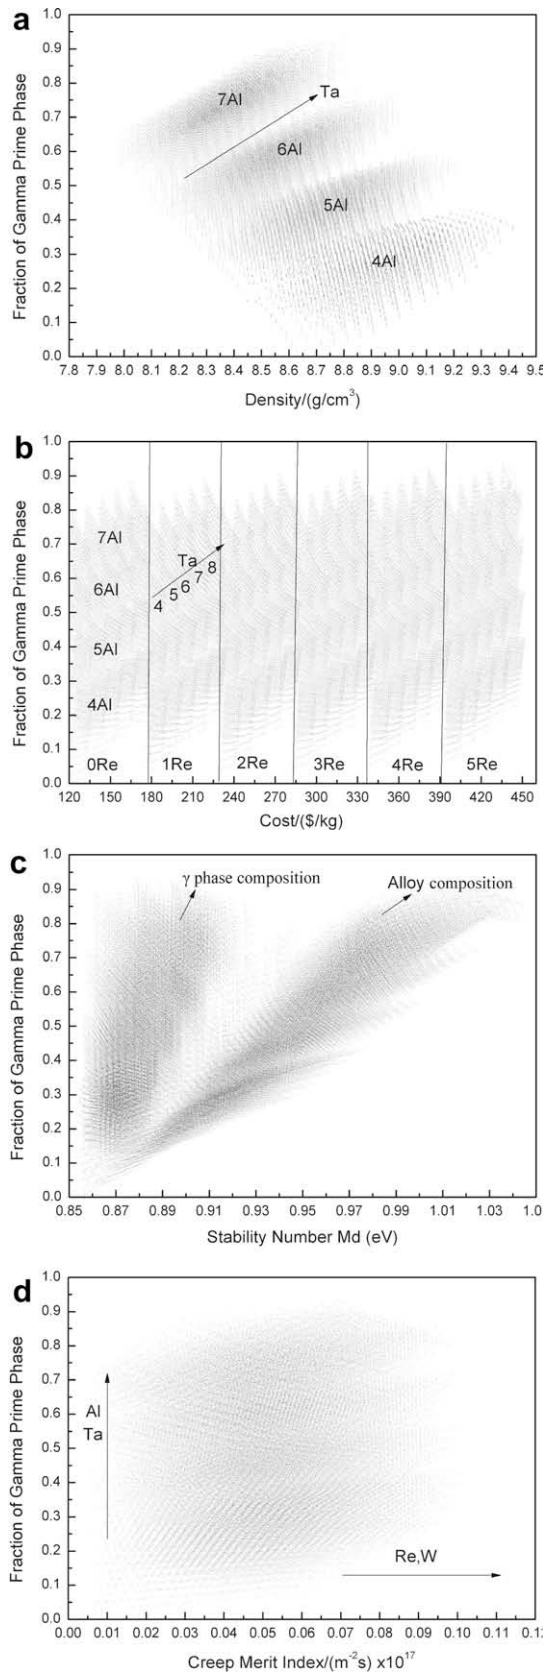 a
1.0
0.9
0.8
0.7
0.6
0.5
0.4
0.3
0.2
0.1
0.0
Fraction of Gamma Prime Phase
7Al
Ta
6Al
5Al
4Al
7.8 7.9 8.0 8.1 8.2 8.3 8.4 8.5 8.6 8.7 8.8 8.9 9.0 9.1 9.2 9.3 9.4 9.5
Density/(g/cm³)
b
1.0
0.9
0.8
0.7
0.6
0.5
0.4
0.3
0.2
0.1
0.0
Fraction of Gamma Prime Phase
7Al
6Al
5Al
4Al
Ta
4 5 6 7 8
0Re 1Re 2Re 3Re 4Re 5Re
120 150 180 210 240 270 300 330 360 390 420 450
Cost/($/kg)
c
1.0
0.9
0.8
0.7
0.6
0.5
0.4
0.3
0.2
0.1
0.0
Fraction of Gamma Prime Phase
γ phase composition
Alloy composition
0.85 0.87 0.89 0.91 0.93 0.95 0.97 0.99 1.01 1.03 1.0
Stability Number Md (eV)
d
1.0
0.9
0.8
0.7
0.6
0.5
0.4
0.3
0.2
0.1
0.0
Fraction of Gamma Prime Phase
Al
Ta
Re,W
0.00 0.01 0.02 0.03 0.04 0.05 0.06 0.07 0.08 0.09 0.10 0.11 0.12
Creep Merit Index/(m⁻²s) x10¹⁷